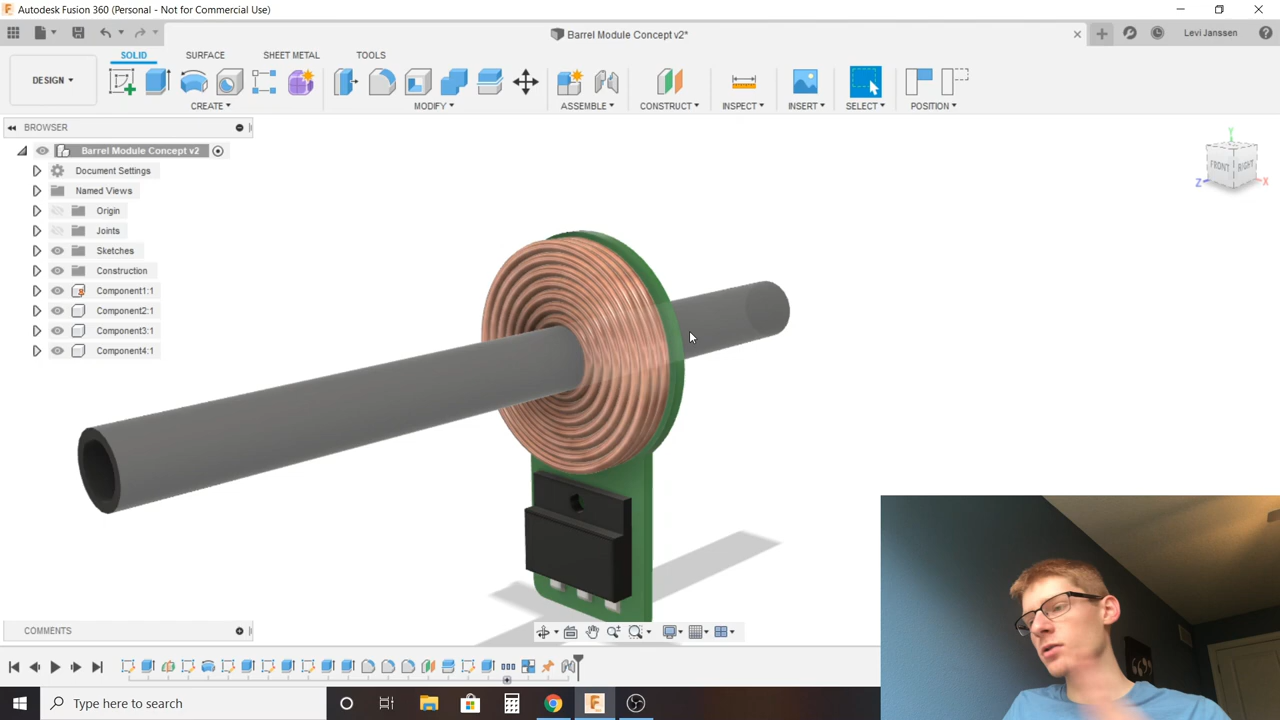 Autodesk Fusion 360 (Personal - Not for Commercial Use)
Barrel Module Concept v2*
Levi Janssen
DESIGN
SOLID SURFACE SHEET METAL TOOLS
CREATE MODIFY ASSEMBLE CONSTRUCT INSPECT INSERT SELECT POSITION
BROWSER
Barrel Module Concept v2
Document Settings
Named Views
Origin
Joints
Sketches
Construction
Component1:1
Component2:1
Component3:1
Component4:1
Y
FRONT RIGHT
Z X
COMMENTS
Type here to search